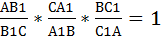 AB1/B1C * CA1/A1B * BC1/C1A = 1